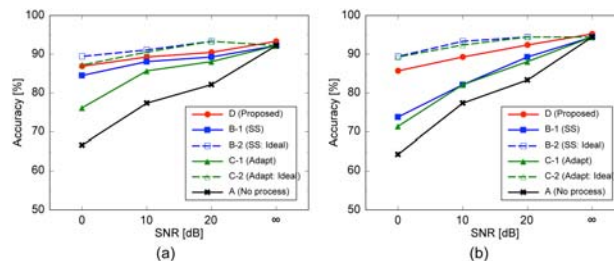 100
90
80
70
60
50
Accuracy [%]
D (Proposed)
B-1 (SS)
B-2 (SS: Ideal)
C-1 (Adapt)
C-2 (Adapt: Ideal)
A (No process)
0 10 20 ∞
SNR [dB]
(a)
100
90
80
70
60
50
Accuracy [%]
D (Proposed)
B-1 (SS)
B-2 (SS: Ideal)
C-1 (Adapt)
C-2 (Adapt: Ideal)
A (No process)
0 10 20 ∞
SNR [dB]
(b)